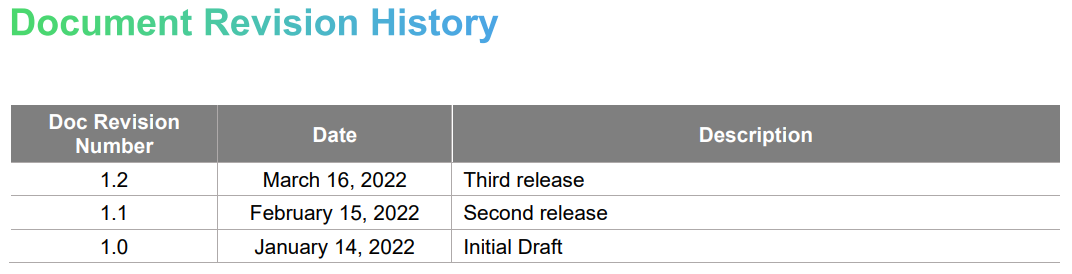 Document Revision History
Doc Revision
Number
Date
Description
1.2 March 16, 2022 Third release
1.1 February 15, 2022 Second release
1.0 January 14, 2022 Initial Draft